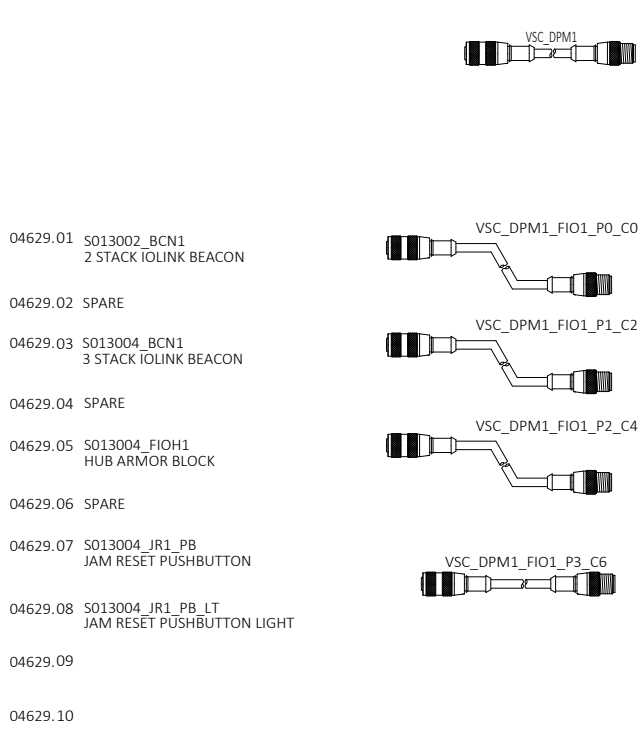 VSC_DPM1
04629.01 S013002_BCN1
2 STACK IOLINK BEACON
VSC_DPM1_FIO1_P0_C0
04629.02 SPARE
04629.03 S013004_BCN1
3 STACK IOLINK BEACON
VSC_DPM1_FIO1_P1_C2
04629.04 SPARE
04629.05 S013004_FIOH1
HUB ARMOR BLOCK
VSC_DPM1_FIO1_P2_C4
04629.06 SPARE
04629.07 S013004_JR1_PB
JAM RESET PUSHBUTTON
VSC_DPM1_FIO1_P3_C6
04629.08 S013004_JR1_PB_LT
JAM RESET PUSHBUTTON LIGHT
04629.09
04629.10